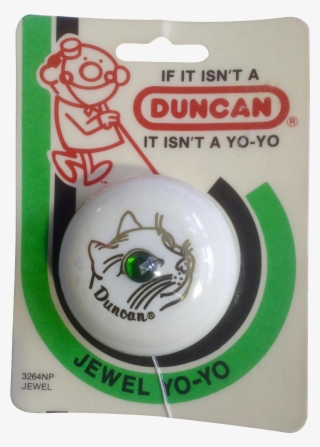 IF IT ISN'T A
DUNCAN®
IT ISN'T A YO-YO
Duncan®
JEWEL YO-YO
3264NP
JEWEL